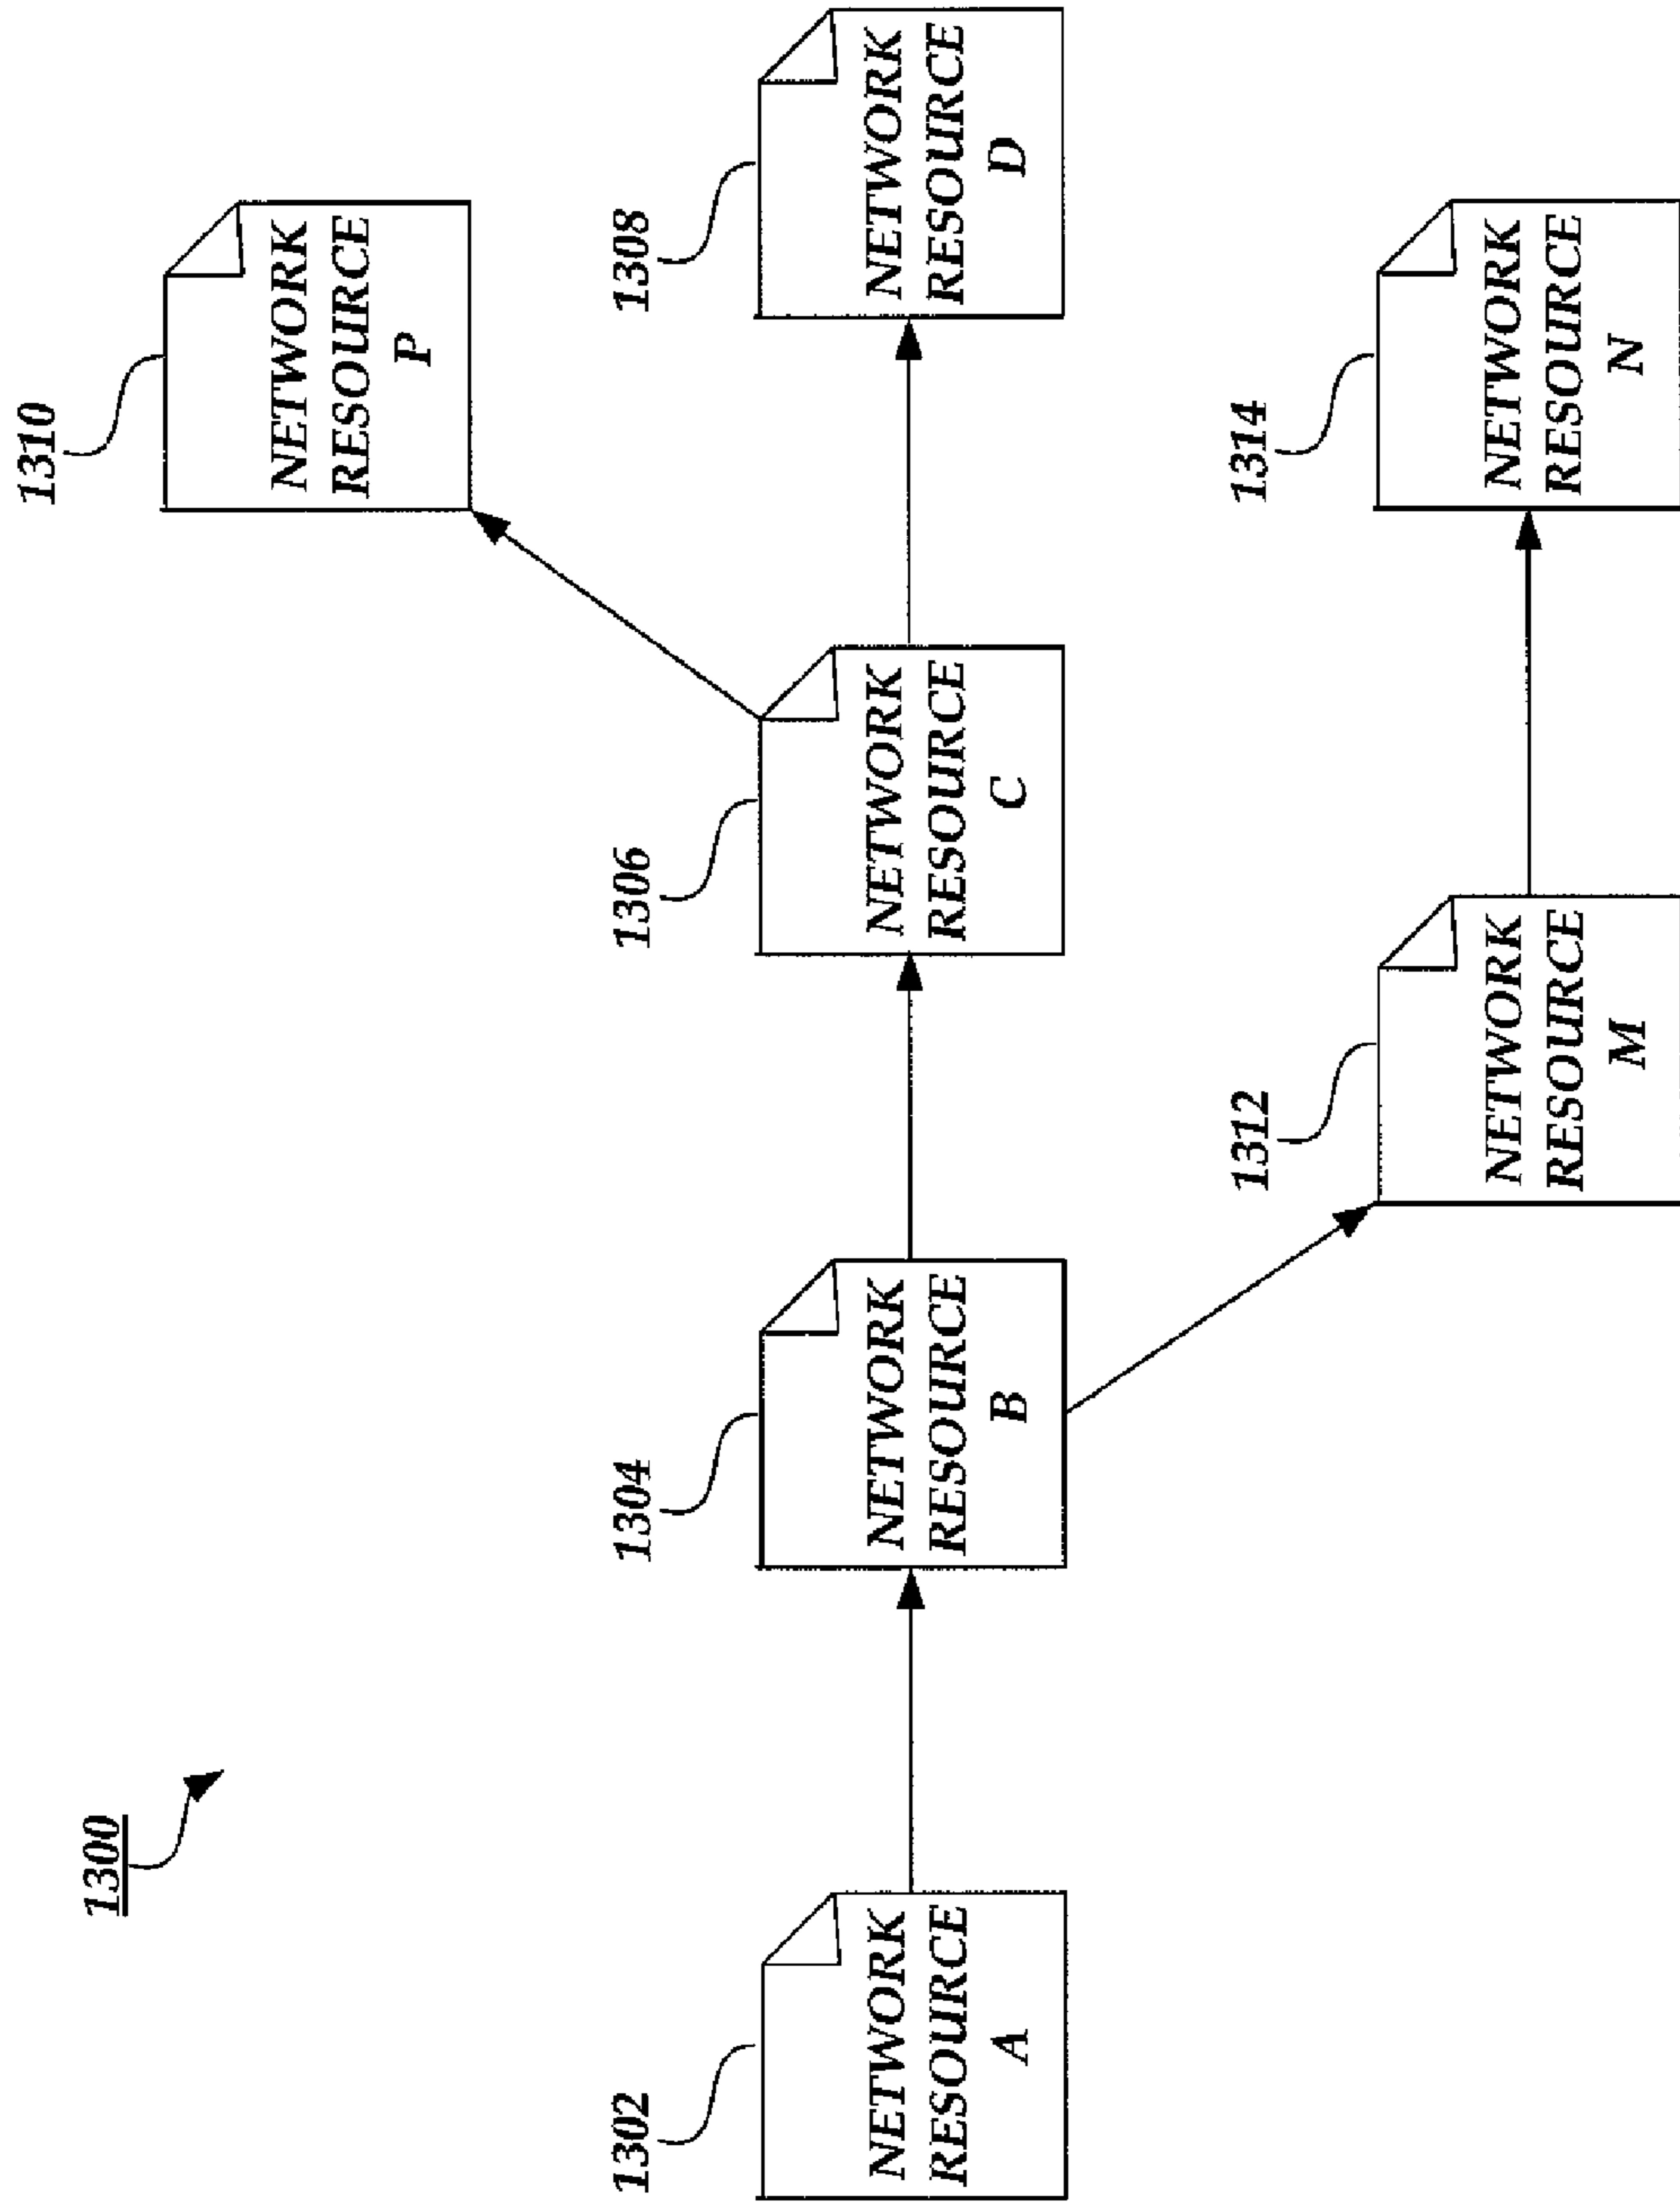 1300
1310
NETWORK
RESOURCE
P
1302
NETWORK
RESOURCE
A
1304
NETWORK
RESOURCE
B
1306
NETWORK
RESOURCE
C
1308
NETWORK
RESOURCE
D
1312
NETWORK
RESOURCE
M
1314
NETWORK
RESOURCE
N